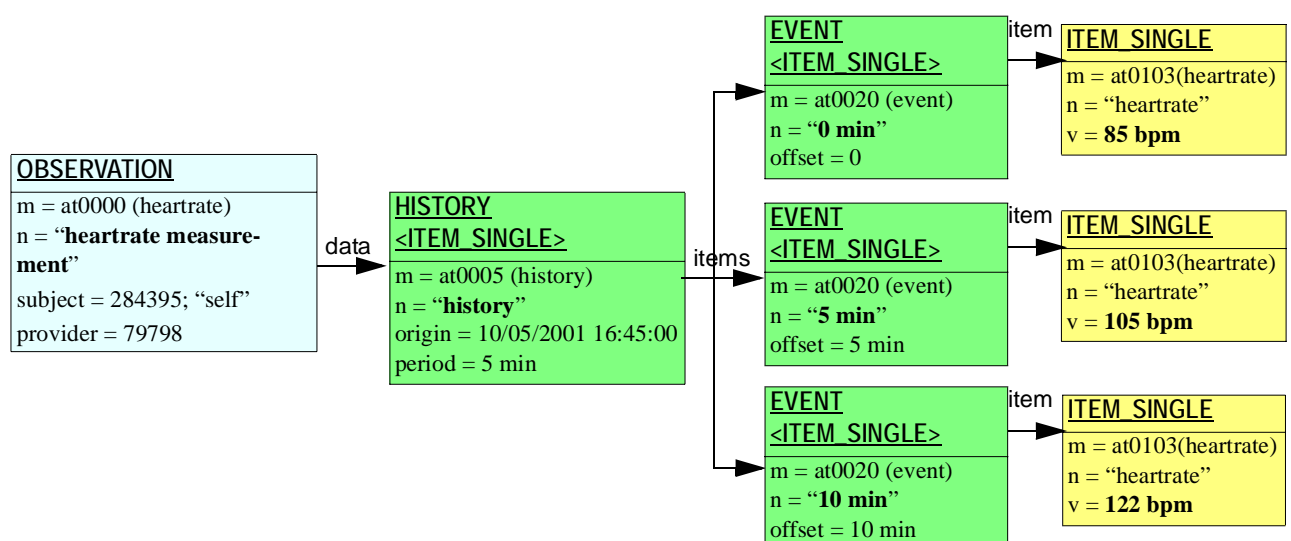 OBSERVATION
m = at0000 (heartrate)
n = “heartrate measure-
ment”
subject = 284395; “self”
provider = 79798
data
HISTORY
<ITEM_SINGLE>
m = at0005 (history)
n = “history”
origin = 10/05/2001 16:45:00
period = 5 min
items
EVENT
<ITEM_SINGLE>
m = at0020 (event)
n = “0 min”
offset = 0
item
ITEM_SINGLE
m = at0103(heartrate)
n = “heartrate”
v = 85 bpm
EVENT
<ITEM_SINGLE>
m = at0020 (event)
n = “5 min”
offset = 5 min
item
ITEM_SINGLE
m = at0103(heartrate)
n = “heartrate”
v = 105 bpm
EVENT
<ITEM_SINGLE>
m = at0020 (event)
n = “10 min”
offset = 10 min
item
ITEM_SINGLE
m = at0103(heartrate)
n = “heartrate”
v = 122 bpm